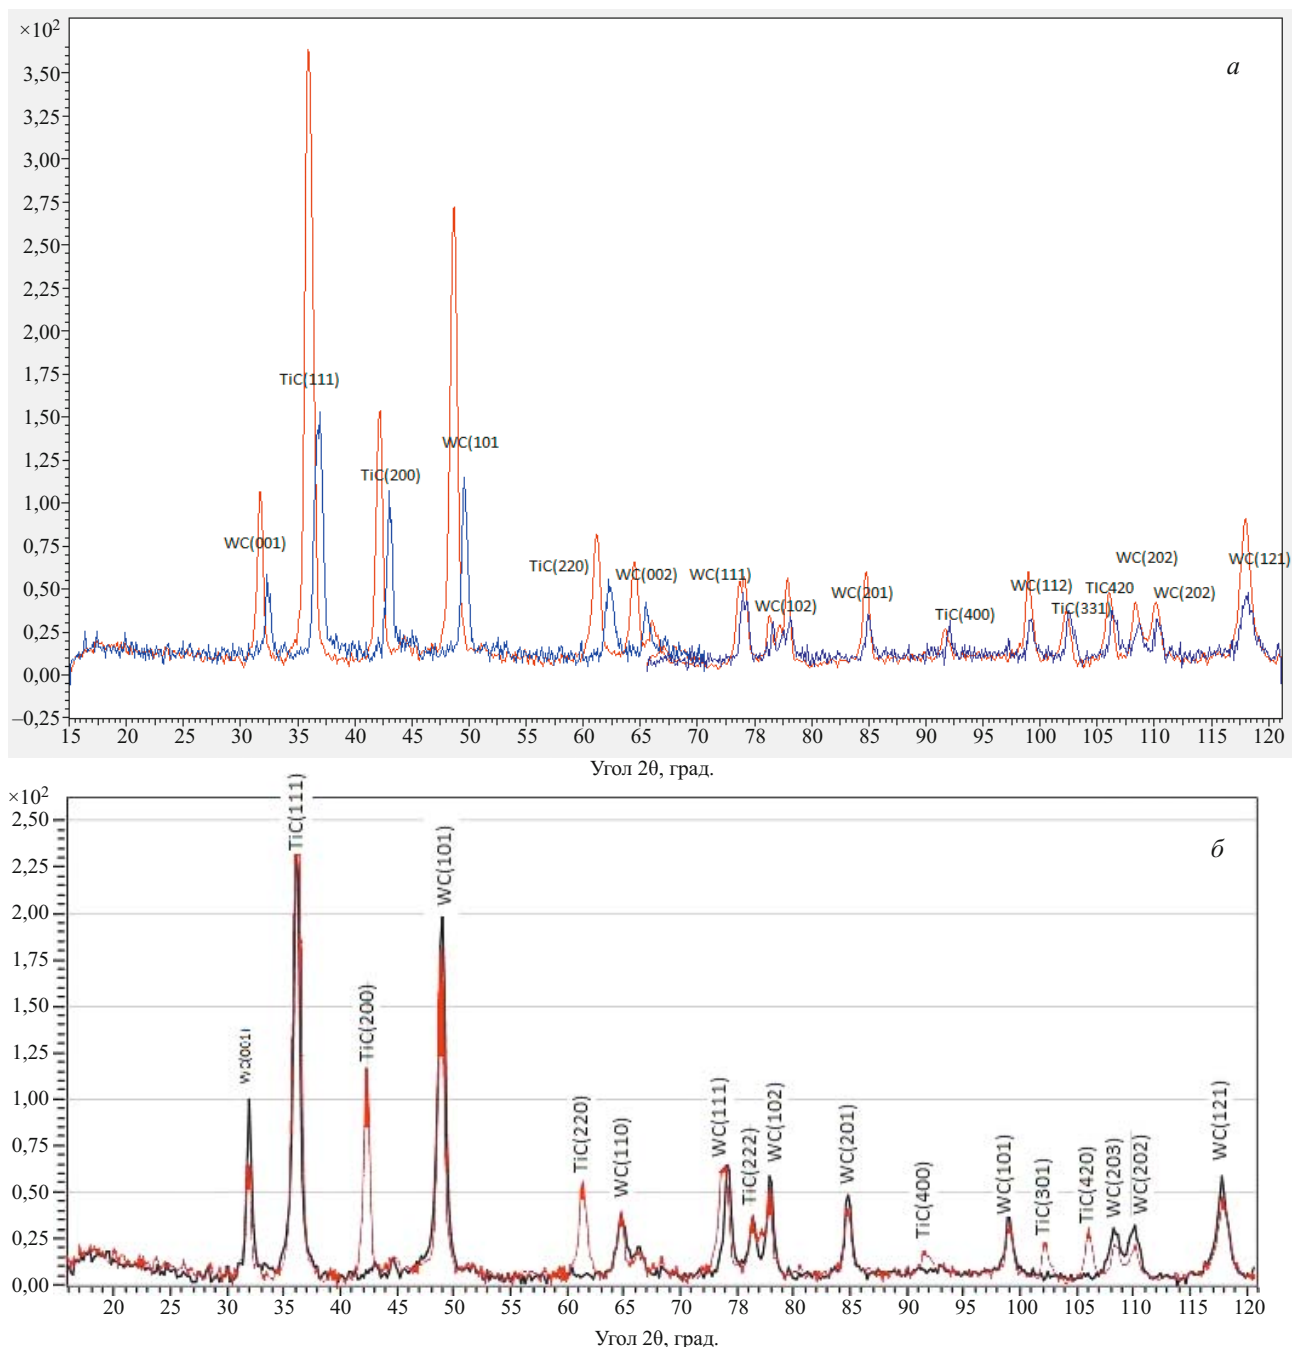 ×10²
а
3,50
3,25
3,00
2,75
2,50
2,25
2,00
1,75
1,50
1,25
1,00
0,75
0,50
0,25
0,00
–0,25
TiC(111)
WC(101
TiC(200)
WC(001)
TiC(220)
WC(002)
WC(111)
WC(102)
WC(201)
TiC(400)
WC(112)
TiC(331)
TIC420
WC(202)
WC(202)
WC(121)
15 20 30 35 40 45 50 55 60 65 70 75 78 80 85 90 95 100 105 110 115 120
Угол 2θ, град.
×10²
б
2,50
2,25
2,00
1,75
1,50
1,25
1,00
0,75
0,50
0,25
0,00
WC(001)
TiC(111)
TiC(200)
WC(101)
TiC(220)
WC(110)
WC(111)
TiC(222)
WC(102)
WC(201)
TiC(400)
WC(101)
TiC(301)
TiC(420)
WC(203)
WC(202)
WC(121)
20 25 30 35 40 45 50 55 60 65 70 78 80 85 90 95 100 105 110 115 120
Угол 2θ, град.